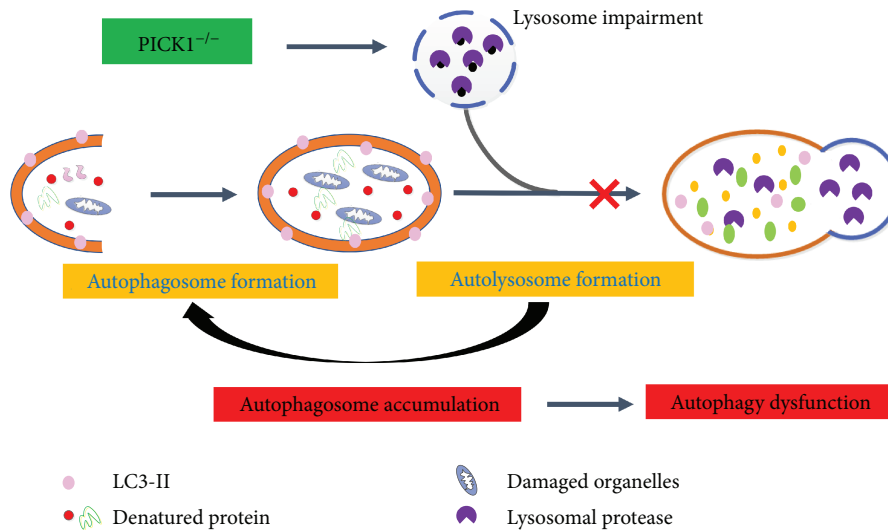 Lysosome impairment
PICK1⁻/⁻
Autophagosome formation
Autolysosome formation
Autophagosome accumulation
Autophagy dysfunction
LC3-II
Damaged organelles
Denatured protein
Lysosomal protease